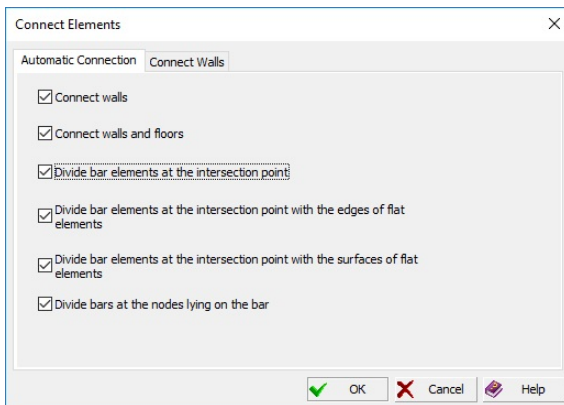 Connect Elements
Automatic Connection
Connect Walls
Connect walls
Connect walls and floors
Divide bar elements at the intersection point
Divide bar elements at the intersection point with the edges of flat
elements
Divide bar elements at the intersection point with the surfaces of flat
elements
Divide bars at the nodes lying on the bar
OK
Cancel
Help